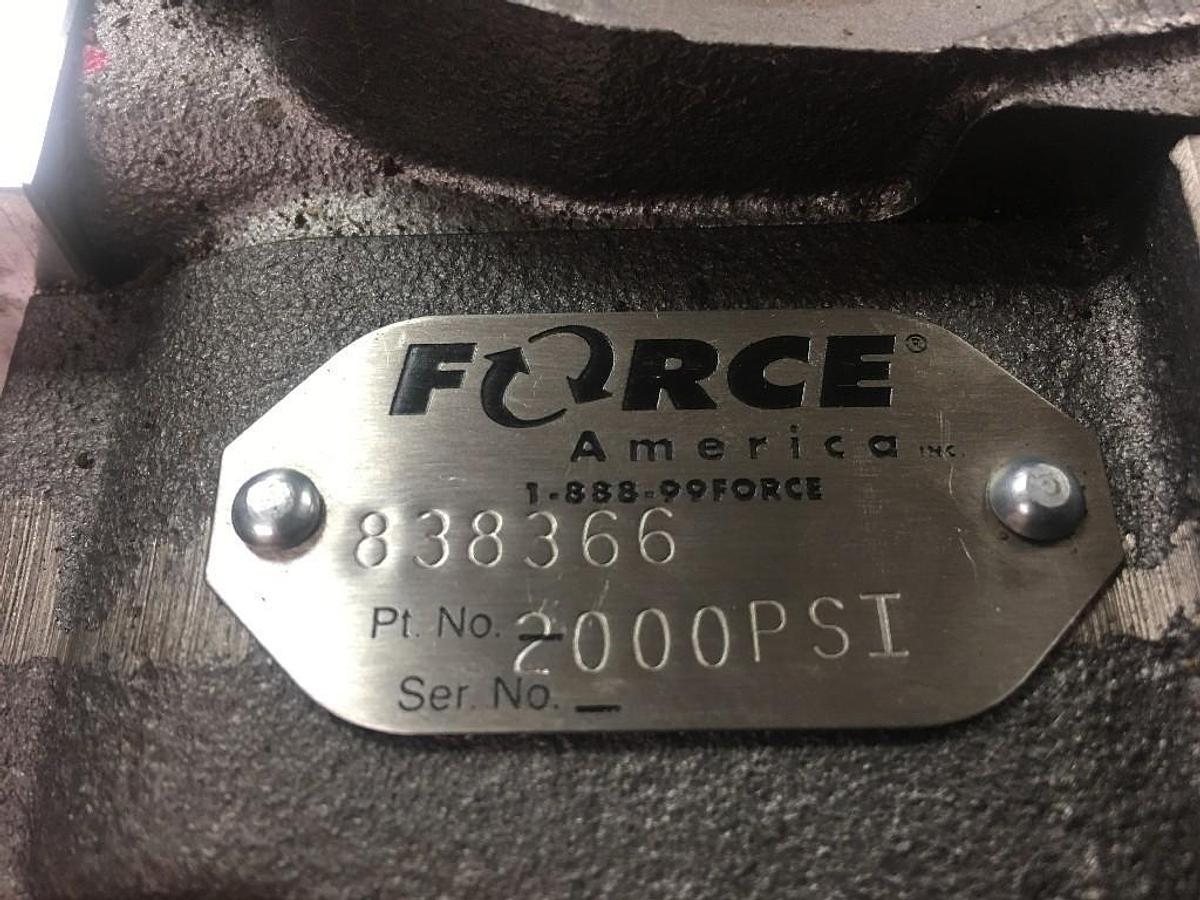 FORCE®
America INC.
1-888-99FORCE
838366
Pt. No. 2000PSI
Ser. No.